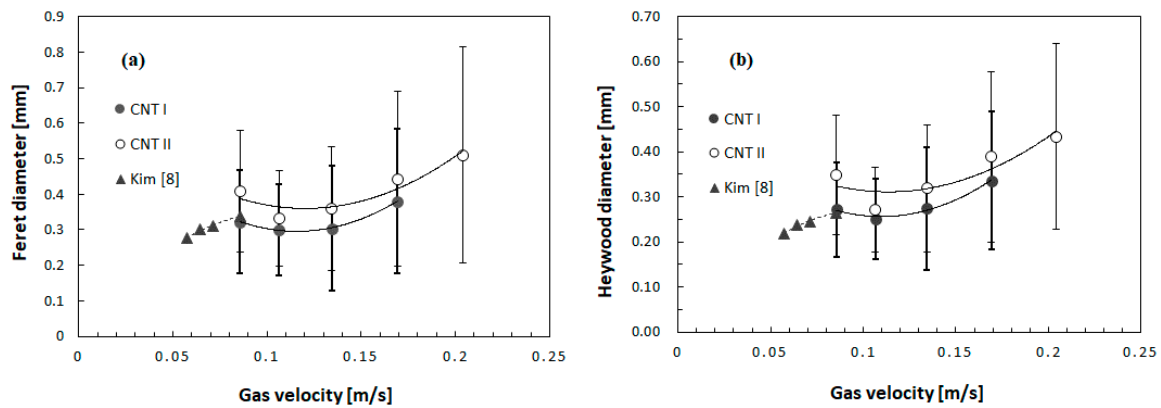 0.9
0.8
0.7
0.6
0.5
0.4
0.3
0.2
0.1
0
Feret diameter [mm]
(a)
CNT I
CNT II
Kim [8]
0 0.05 0.1 0.15 0.2 0.25
Gas velocity [m/s]
0.70
0.60
0.50
0.40
0.30
0.20
0.10
0.00
Heywood diameter [mm]
(b)
CNT I
CNT II
Kim [8]
0 0.05 0.1 0.15 0.2 0.25
Gas velocity [m/s]